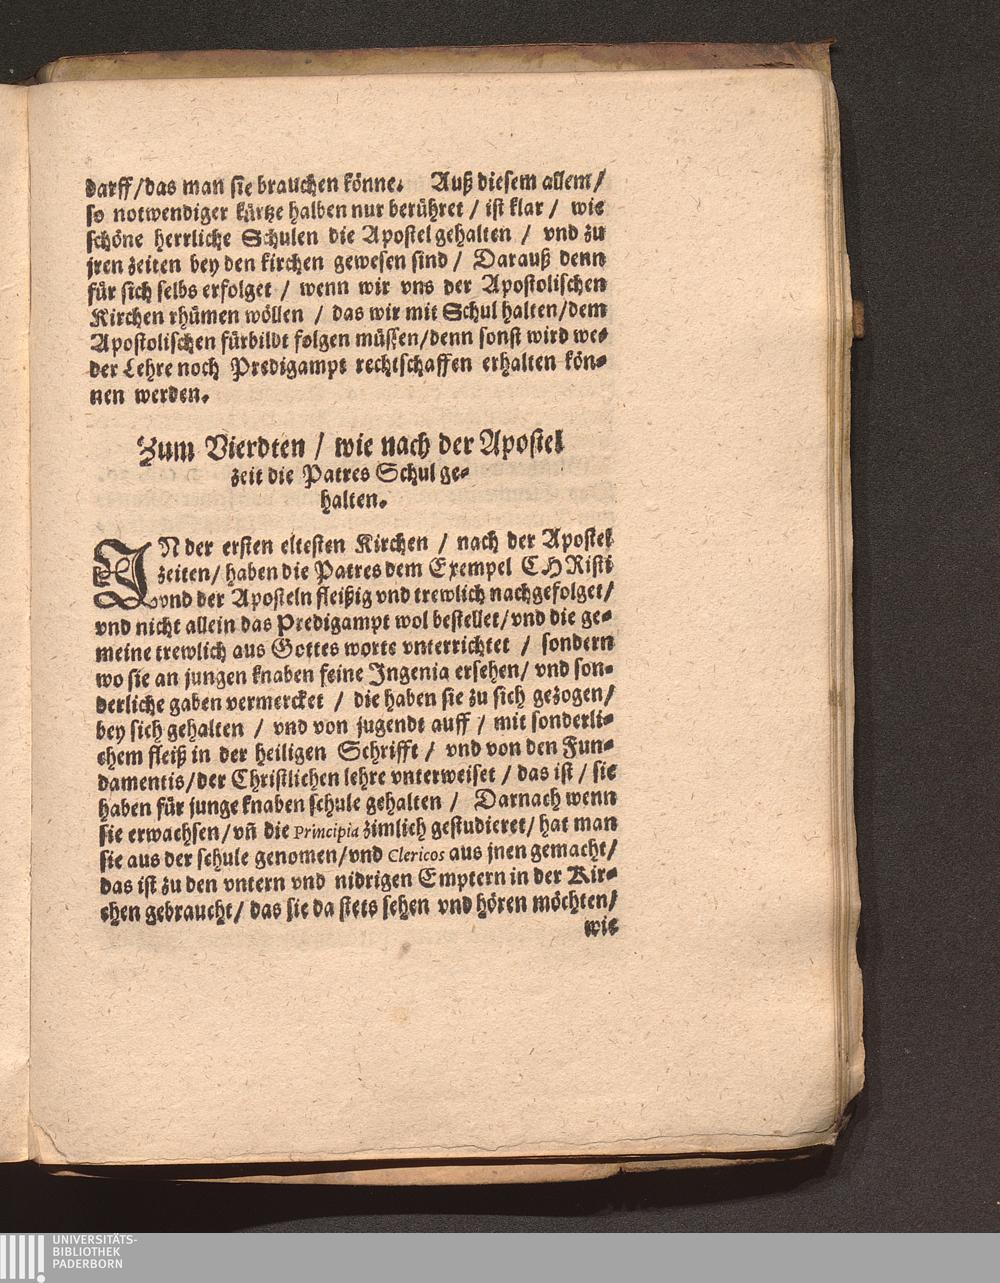 darff/das man sie brauchen könne. Auß diesem allem/
so notwendiger kürtze halben nur berühret / ist klar / wie
schöne herrliche Schulen die Apostel gehalten / vnd zu
jren zeiten bey den kirchen gewesen sind / Darauß denn
für sich selbs erfolget / wenn wir vns der Apostolischen
Kirchen rhümen wöllen / das wir mit Schul halten/dem
Apostolischen fürbildt folgen müssen/denn sonst wird we-
der Lehre noch Predigampt rechtschaffen erhalten kön-
nen werden.
Zum Vierdten / wie nach der Apostel
zeit die Patres Schul ge-
halten.
IN der ersten eltesten Kirchen / nach der Apostel
zeiten/ haben die Patres dem Exempel CHRisti
vnd der Aposteln fleißig vnd trewlich nachgefolget/
vnd nicht allein das Predigampt wol bestellet/vnd die ge-
meine trewlich aus Gottes worte vnterrichtet / sondern
wo sie an jungen knaben feine Ingenia ersehen/ vnd son-
derliche gaben vermercket / die haben sie zu sich gezogen/
bey sich gehalten / vnd von jugendt auff / mit sonderli-
chem fleiß in der heiligen Schrifft / vnd von den Fun-
damentis/der Christlichen lehre vnterweiset / das ist / sie
haben für junge knaben schule gehalten / Darnach wenn
sie erwachsen/vñ die Principia zimlich gestudieret/ hat man
sie aus der schule genomen/vnd Clericos aus jnen gemacht/
das ist zu den vntern vnd nidrigen Emptern in der Kir-
chen gebraucht/ das sie da stets sehen vnd hören möchten/
wie
UNIVERSITÄTS-
BIBLIOTHEK
PADERBORN